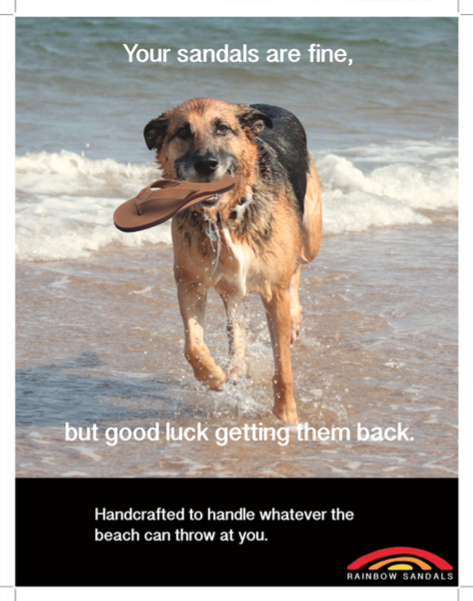 Your sandals are fine,
but good luck getting them back.
Handcrafted to handle whatever the
beach can throw at you.
RAINBOW SANDALS